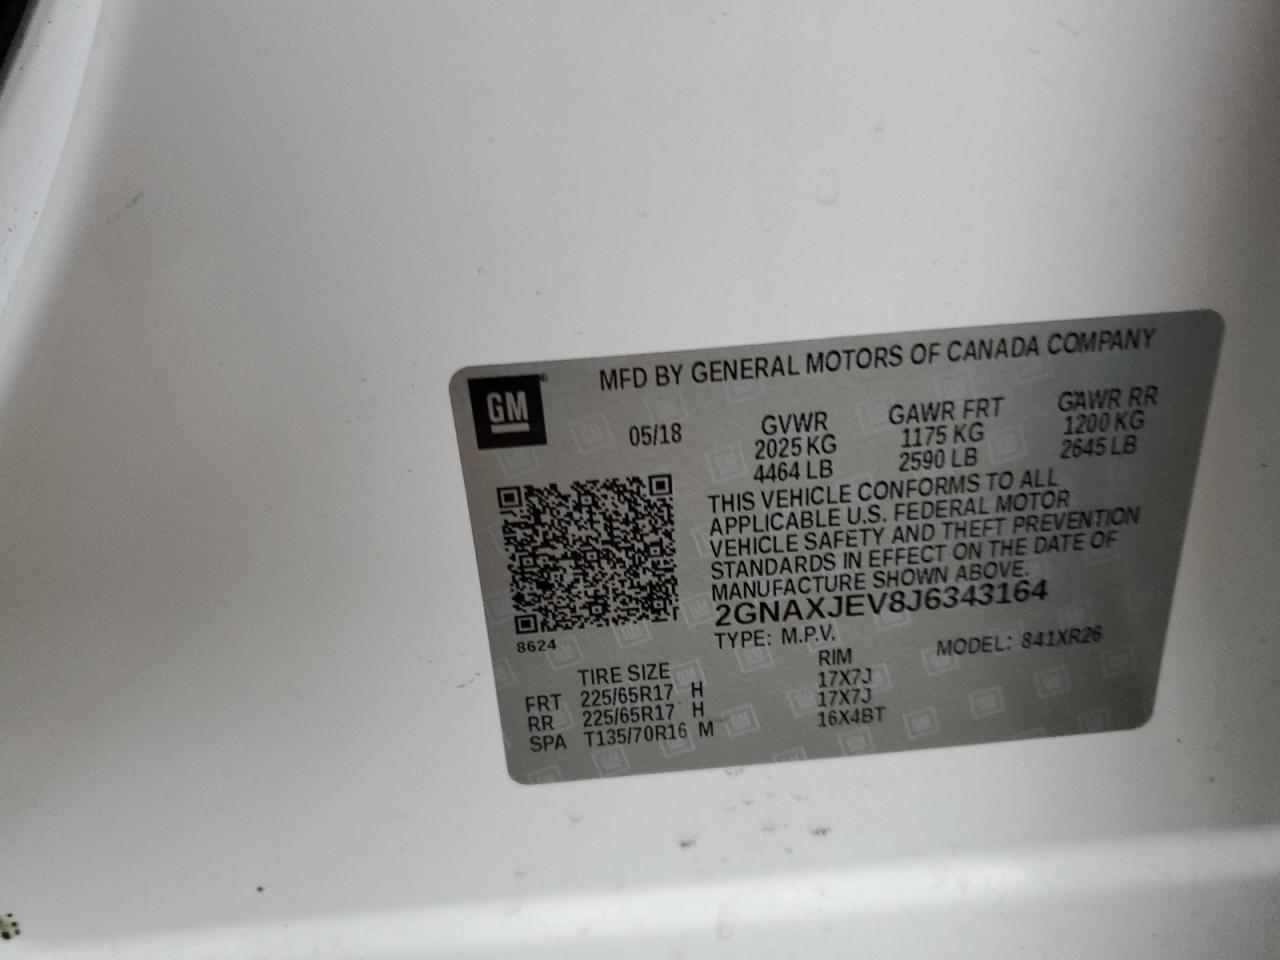 GM
MFD BY GENERAL MOTORS OF CANADA COMPANY
05/18 GVWR GAWR FRT GAWR RR
2025 KG 1175 KG 1200 KG
4464 LB 2590 LB 2645 LB
THIS VEHICLE CONFORMS TO ALL
APPLICABLE U.S. FEDERAL MOTOR
VEHICLE SAFETY AND THEFT PREVENTION
STANDARDS IN EFFECT ON THE DATE OF
MANUFACTURE SHOWN ABOVE.
2GNAXJEV8J6343164
8624 TYPE: M.P.V. MODEL: 841XR26
TIRE SIZE RIM
FRT 225/65R17 H 17X7J
RR 225/65R17 H 17X7J
SPA T135/70R16 M 16X4BT